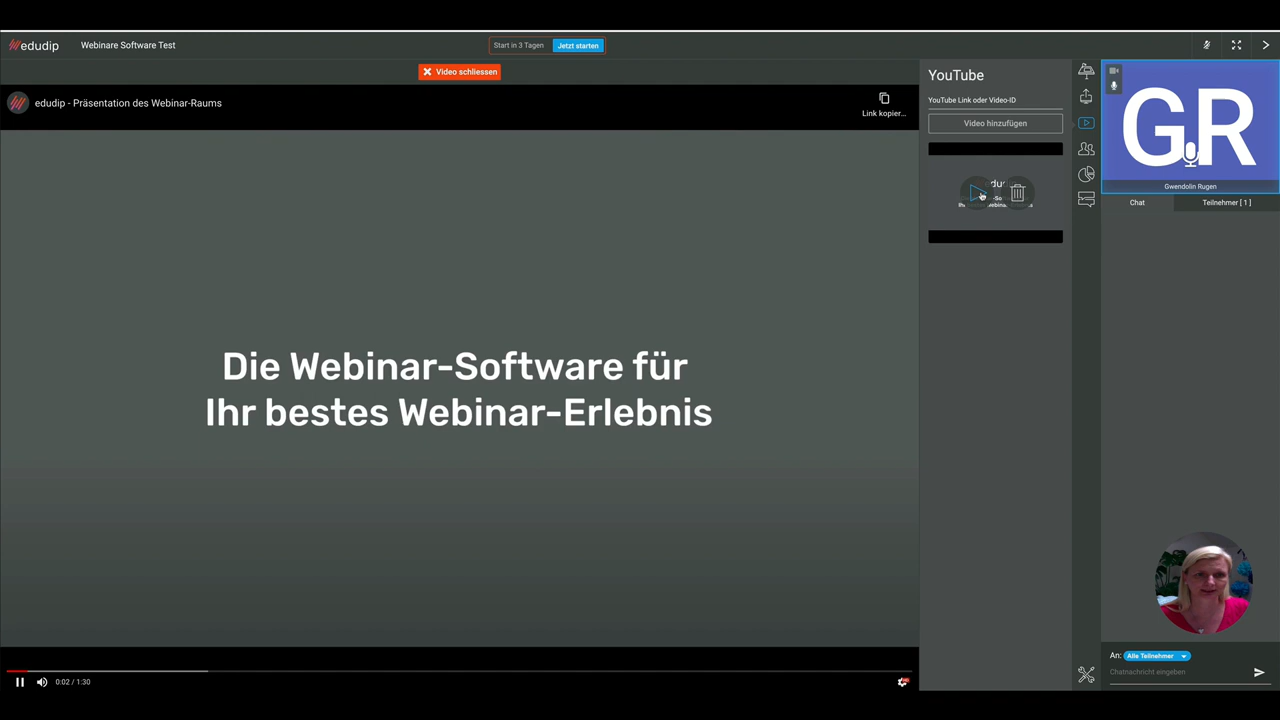 edudip
Webinare Software Test
Start in 3 Tagen
Jetzt starten
Video schliessen
edudip - Präsentation des Webinar-Raums
Link kopier...
Die Webinar-Software für
Ihr bestes Webinar-Erlebnis
0:02 / 1:30
YouTube
YouTube Link oder Video-ID
Video hinzufügen
GR
Gwendolin Rugen
Chat
Teilnehmer [ 1 ]
An:
Alle Teilnehmer
Chatnachricht eingeben